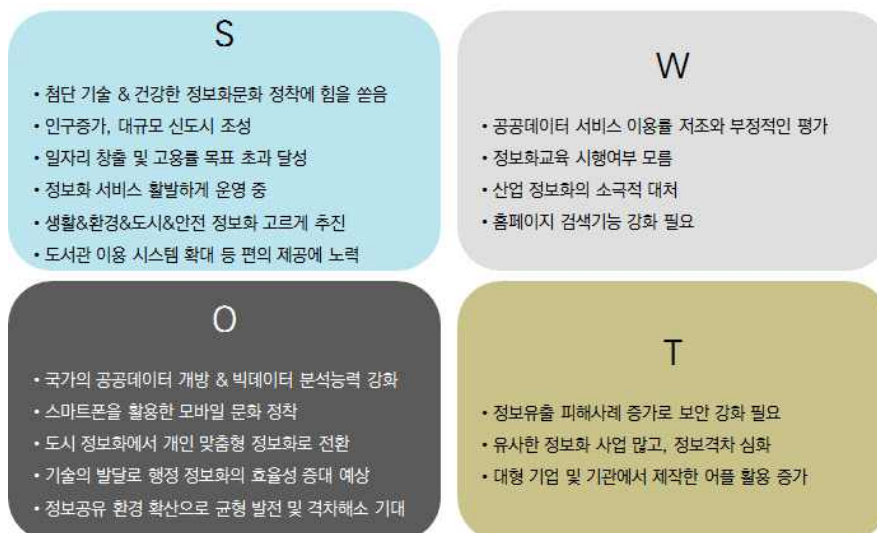 S
• 첨단 기술 & 건강한 정보화문화 정착에 힘을 쏟음
• 인구증가, 대규모 신도시 조성
• 일자리 창출 및 고용률 목표 초과 달성
• 정보화 서비스 활발하게 운영 중
• 생활&환경&도시&안전 정보화 고르게 추진
• 도서관 이용 시스템 확대 등 편의 제공에 노력
W
• 공공데이터 서비스 이용률 저조와 부정적인 평가
• 정보화교육 시행여부 모름
• 산업 정보화의 소극적 대처
• 홈페이지 검색기능 강화 필요
O
• 국가의 공공데이터 개방 & 빅데이터 분석능력 강화
• 스마트폰을 활용한 모바일 문화 정착
• 도시 정보화에서 개인 맞춤형 정보화로 전환
• 기술의 발달로 행정 정보화의 효율성 증대 예상
• 정보공유 환경 확산으로 균형 발전 및 격차해소 기대
T
• 정보유출 피해사례 증가로 보안 강화 필요
• 유사한 정보화 사업 많고, 정보격차 심화
• 대형 기업 및 기관에서 제작한 어플 활용 증가